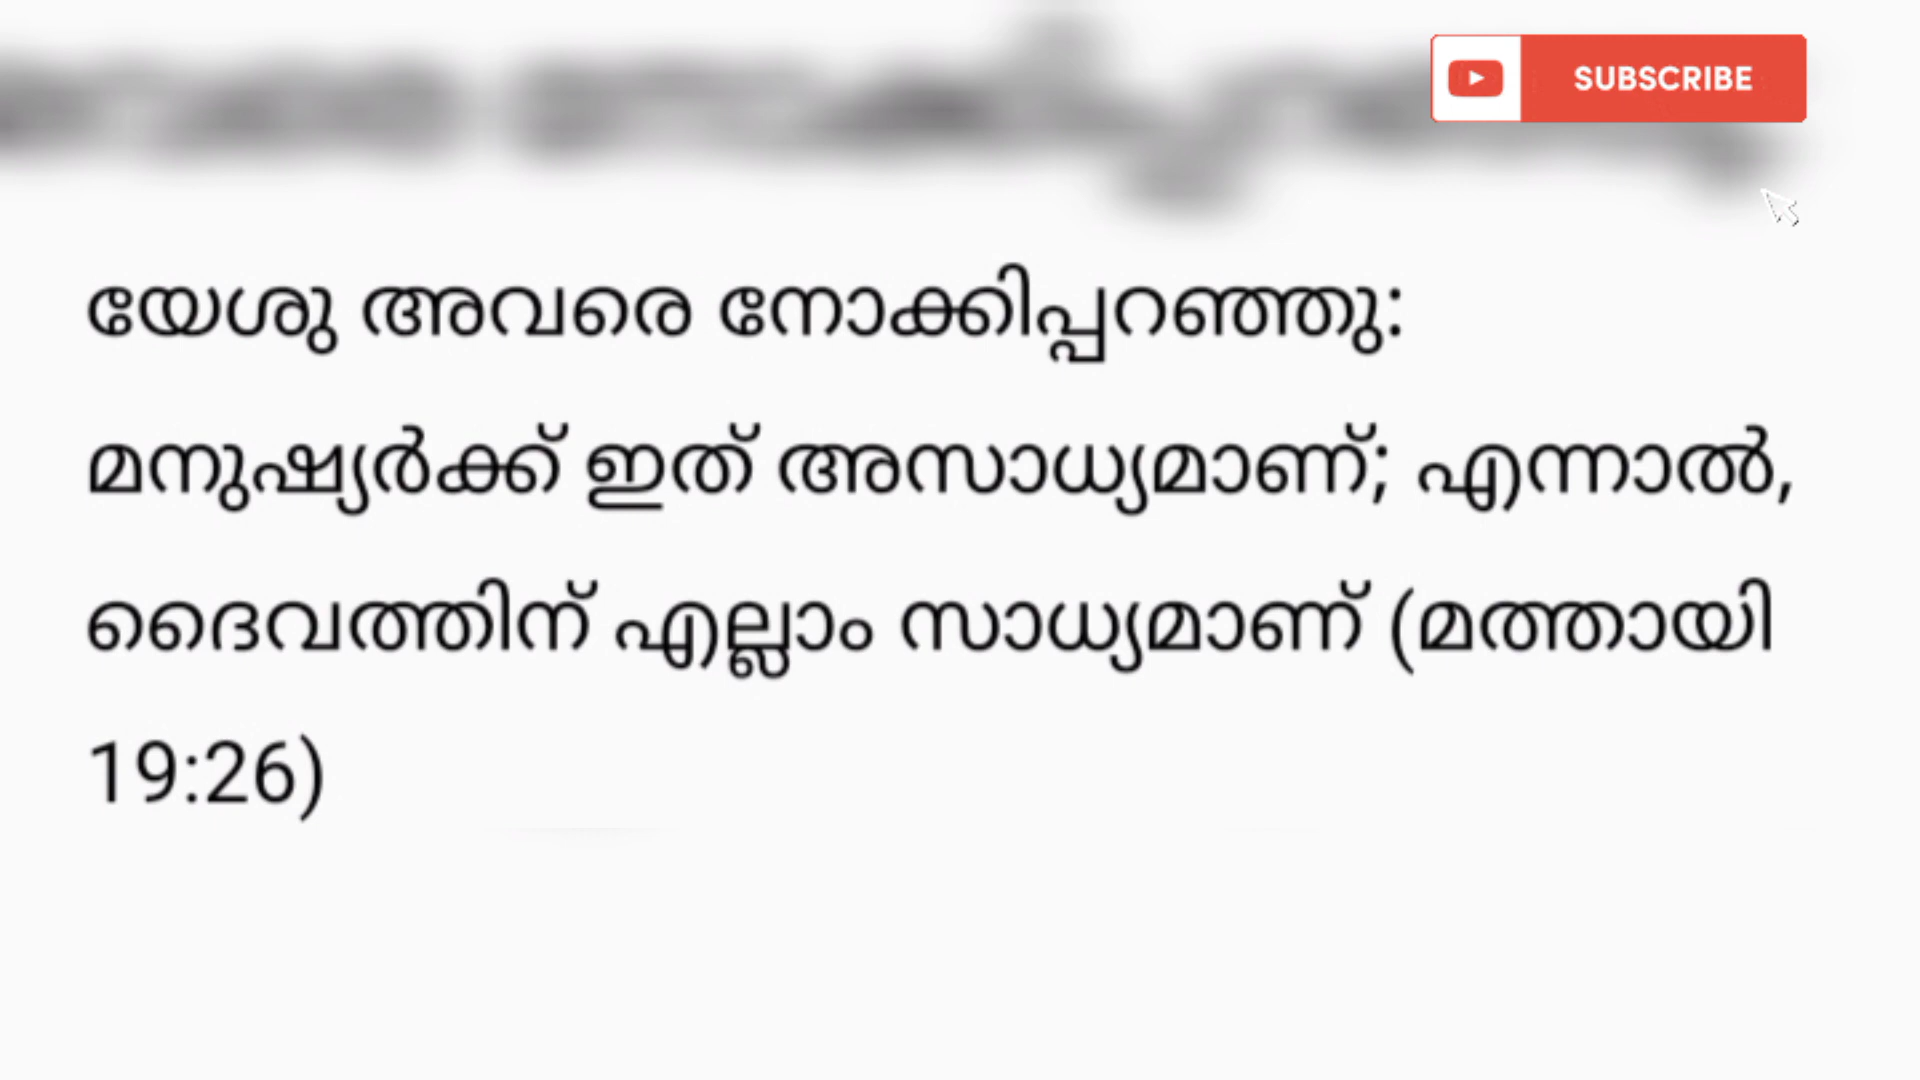 SUBSCRIBE
യേശു അവരെ നോക്കിപ്പറഞ്ഞു:
മനുഷ്യർക്ക് ഇത് അസാധ്യമാണ്; എന്നാൽ,
ദൈവത്തിന് എല്ലാം സാധ്യമാണ് (മത്തായി
19:26)